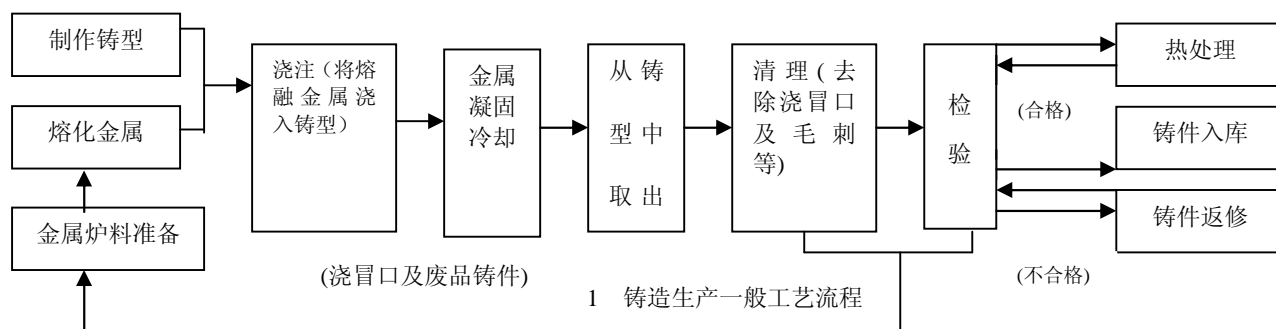 制作铸型
熔化金属
金属炉料准备
浇注（将熔
融金属浇
入铸型）
金属
凝固
冷却
从铸
型中
取出
清理(去
除浇冒口
及毛刺
等)
检
验
热处理
(合格)
铸件入库
铸件返修
(不合格)
(浇冒口及废品铸件)
1 铸造生产一般工艺流程